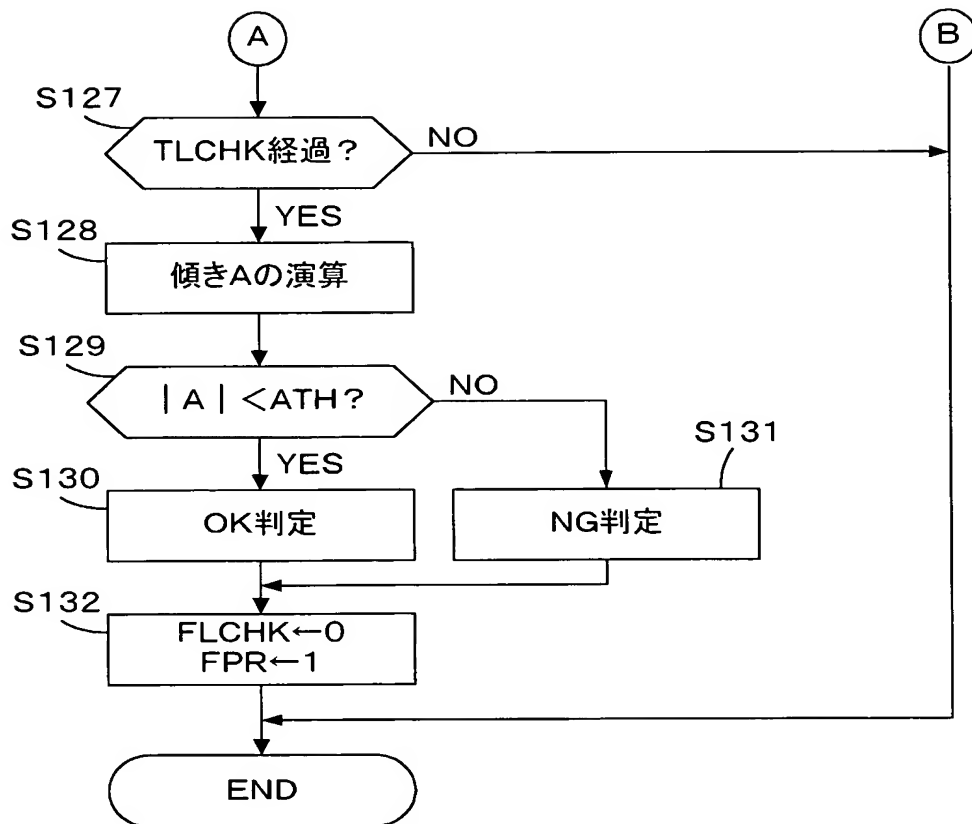 A
B
S127
TLCHK経過？
NO
YES
S128
傾きAの演算
S129
｜A｜＜ATH？
NO
YES
S130
OK判定
S131
NG判定
S132
FLCHK←0
FPR←1
END